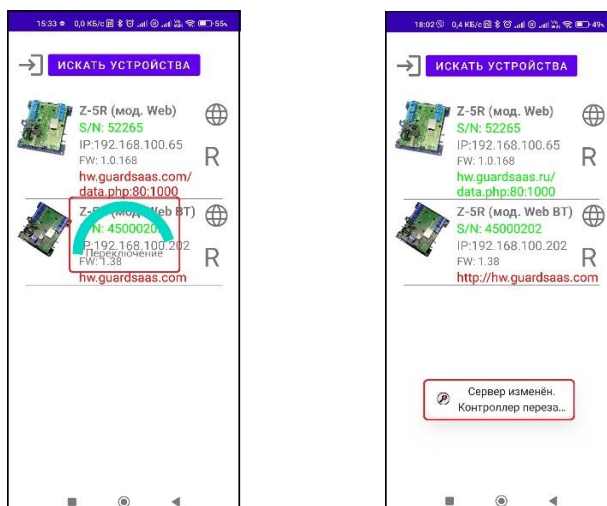 15:33 0,0 КБ/с 55
ИСКАТЬ УСТРОЙСТВА
Z-5R (мод. Web)
S/N: 52265
IP:192.168.100.65
FW: 1.0.168
R
hw.guardsaas.com/
data.php:80:1000
Z-5R (мод. Web BT)
S/N: 45000202
IP:192.168.100.202
Переключение
FW: 1.38
R
hw.guardsaas.com
18:02 0,4 КБ/с 49
ИСКАТЬ УСТРОЙСТВА
Z-5R (мод. Web)
S/N: 52265
IP:192.168.100.65
FW: 1.0.168
R
hw.guardsaas.ru/
data.php:80:1000
Z-5R (мод. Web BT)
S/N: 45000202
IP:192.168.100.202
FW: 1.38
R
http://hw.guardsaas.com
Сервер изменён.
Контроллер переза...